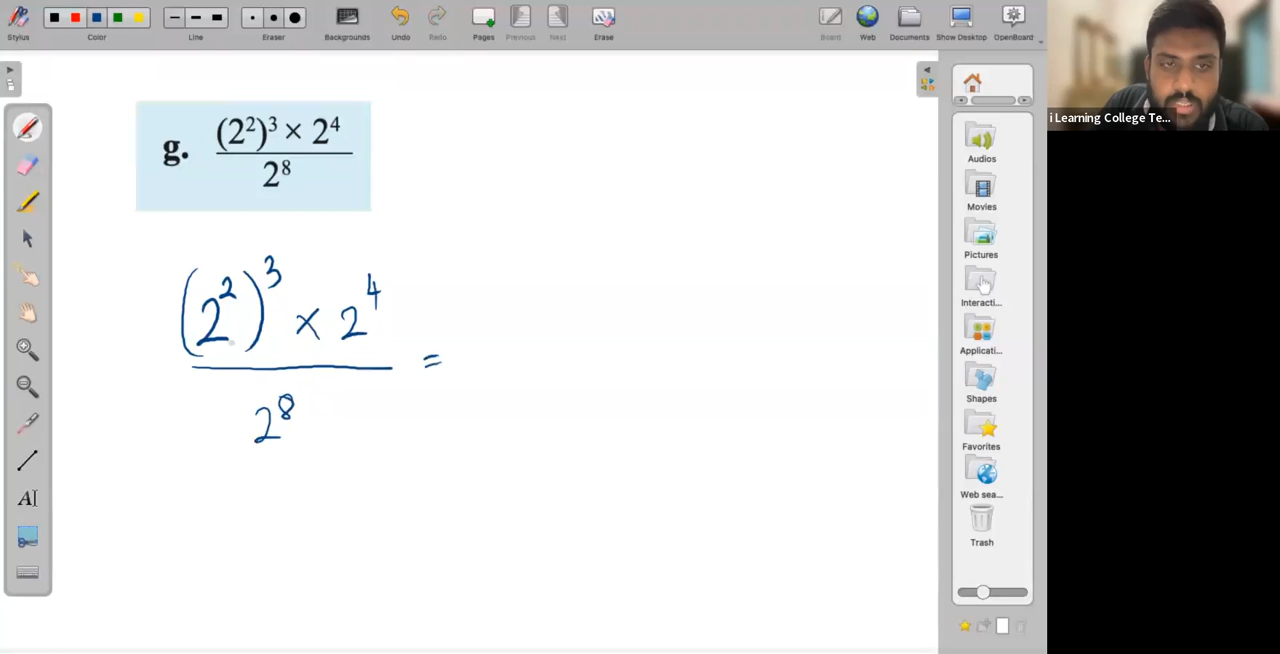 Stylus Color Line Eraser Backgrounds Undo Redo Pages Previous Next Erase Board Web Documents Show Desktop OpenBoard
i Learning College Te...
g. (2²)³ × 2⁴
2⁸
(2²)³ × 2⁴
=
2⁸
AI
Audios
Movies
Pictures
Interacti...
Applicati...
Shapes
Favorites
Web sea...
Trash